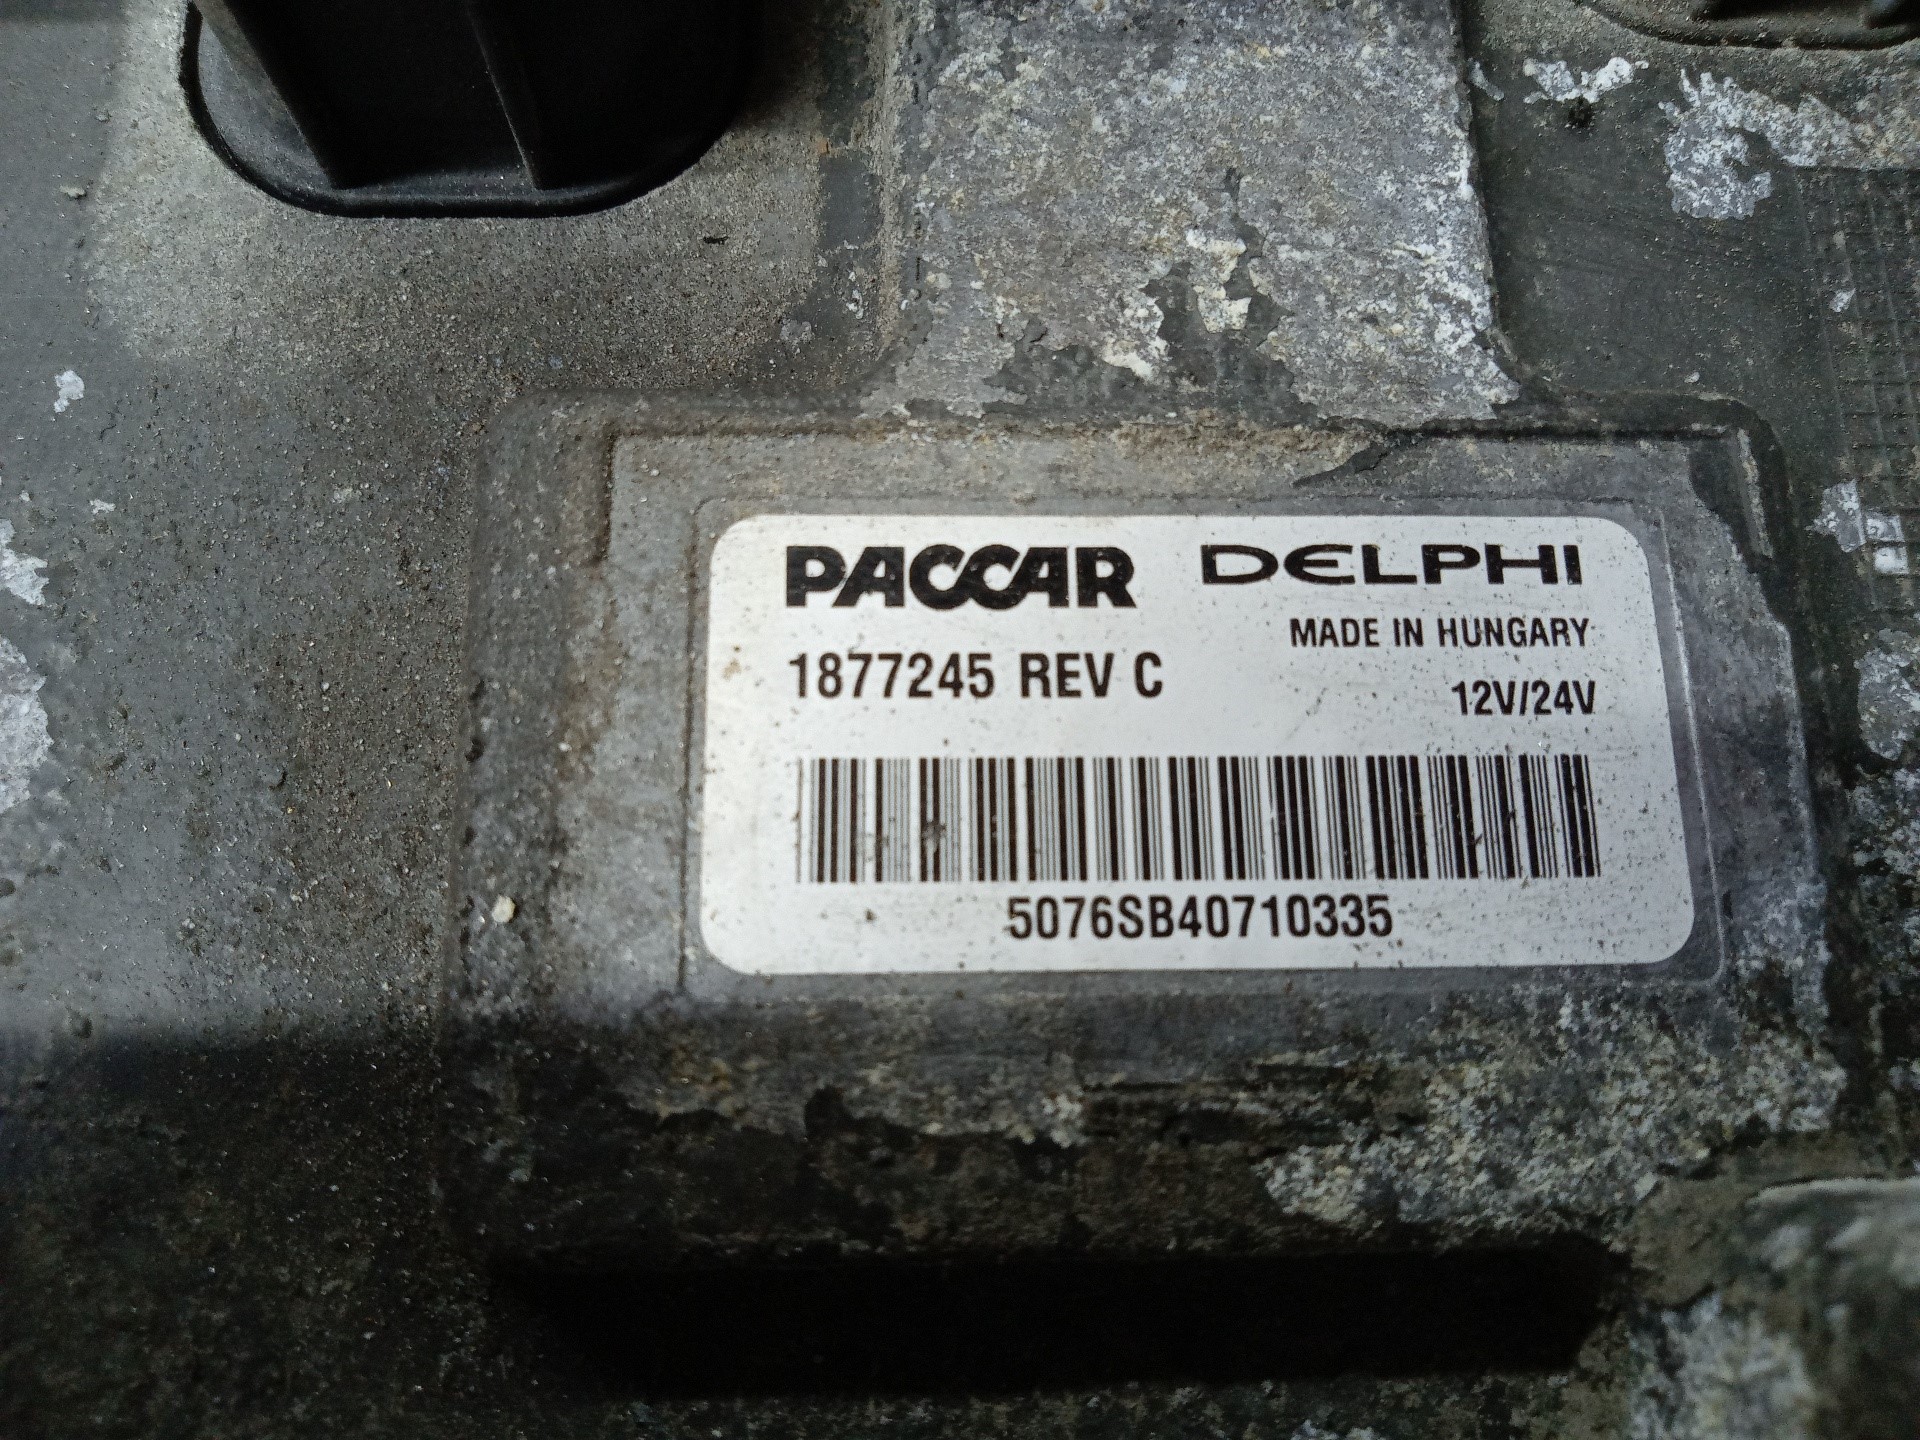 PACCAR DELPHI
MADE IN HUNGARY
1877245 REV C
12V/24V
5076SB40710335